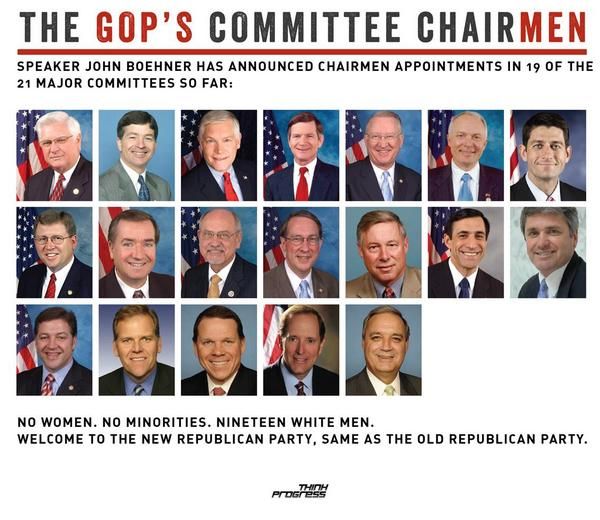 THE GOP'S COMMITTEE CHAIRMEN
SPEAKER JOHN BOEHNER HAS ANNOUNCED CHAIRMEN APPOINTMENTS IN 19 OF THE
21 MAJOR COMMITTEES SO FAR:
NO WOMEN. NO MINORITIES. NINETEEN WHITE MEN.
WELCOME TO THE NEW REPUBLICAN PARTY, SAME AS THE OLD REPUBLICAN PARTY.
THINK
PROGRESS